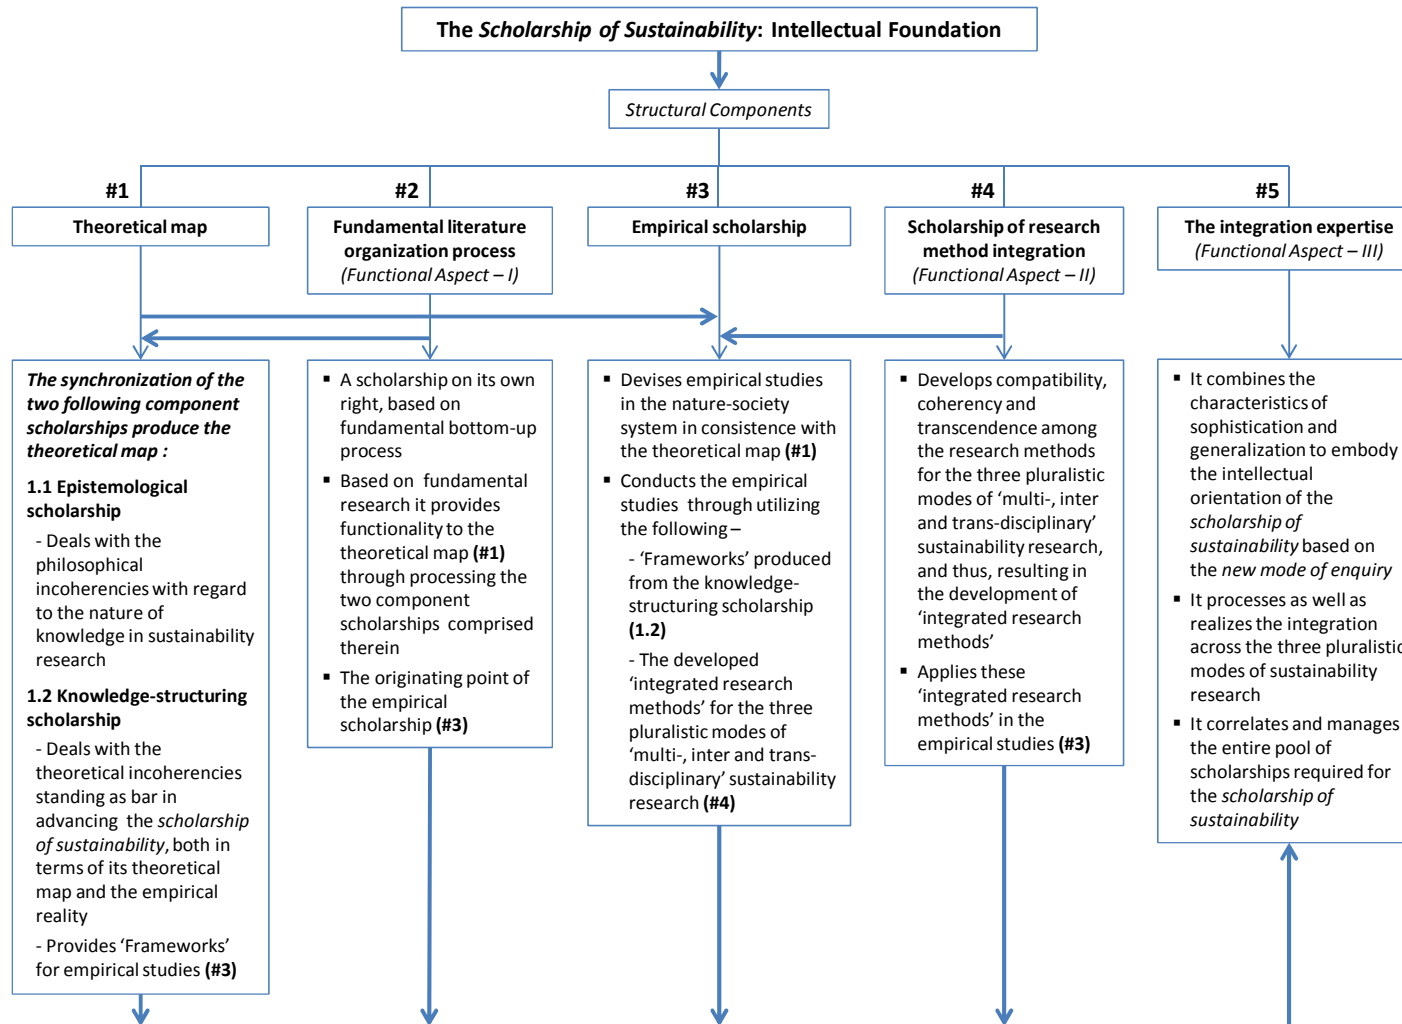 The Scholarship of Sustainability: Intellectual Foundation
Structural Components
#1
#2
#3
#4
#5
Theoretical map
Fundamental literature
organization process
(Functional Aspect – I)
Empirical scholarship
Scholarship of research
method integration
(Functional Aspect – II)
The integration expertise
(Functional Aspect – III)
The synchronization of the
two following component
scholarships produce the
theoretical map :
1.1 Epistemological
scholarship
- Deals with the
philosophical
incoherencies with regard
to the nature of
knowledge in sustainability
research
1.2 Knowledge-structuring
scholarship
- Deals with the
theoretical incoherencies
standing as bar in
advancing the scholarship
of sustainability, both in
terms of its theoretical
map and the empirical
reality
- Provides ‘Frameworks’
for empirical studies (#3)
▪ A scholarship on its own
right, based on
fundamental bottom-up
process
▪ Based on fundamental
research it provides
functionality to the
theoretical map (#1)
through processing the
two component
scholarships comprised
therein
▪ The originating point of
the empirical
scholarship (#3)
▪ Devises empirical studies
in the nature-society
system in consistence with
the theoretical map (#1)
▪ Conducts the empirical
studies through utilizing
the following –
- ‘Frameworks’ produced
from the knowledge-
structuring scholarship
(1.2)
- The developed
‘integrated research
methods’ for the three
pluralistic modes of
‘multi-, inter and trans-
disciplinary’ sustainability
research (#4)
▪ Develops compatibility,
coherency and
transcendence among
the research methods
for the three pluralistic
modes of ‘multi-, inter
and trans-disciplinary’
sustainability research,
and thus, resulting in
the development of
‘integrated research
methods’
▪ Applies these
‘integrated research
methods’ in the
empirical studies (#3)
▪ It combines the
characteristics of
sophistication and
generalization to embody
the intellectual
orientation of the
scholarship of
sustainability based on
the new mode of enquiry
▪ It processes as well as
realizes the integration
across the three pluralistic
modes of sustainability
research
▪ It correlates and manages
the entire pool of
scholarships required for
the scholarship of
sustainability